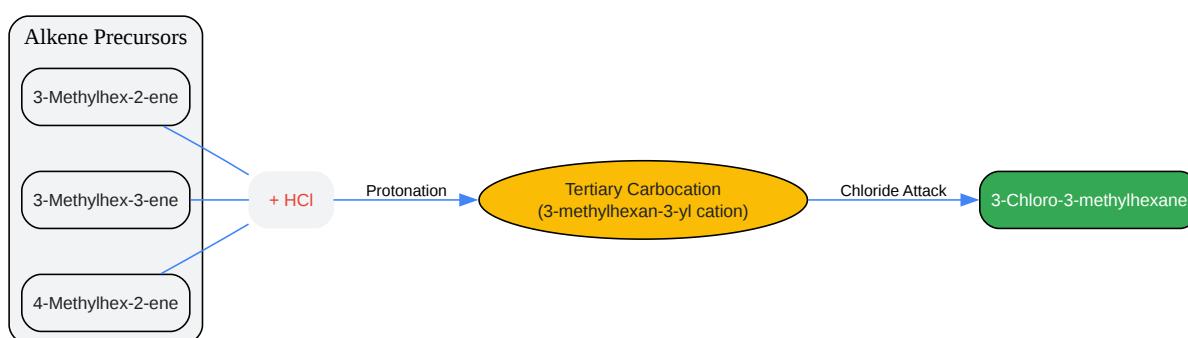 Alkene Precursors
3-Methylhex-2-ene
3-Methylhex-3-ene
4-Methylhex-2-ene
+ HCl
Protonation
Tertiary Carbocation
(3-methylhexan-3-yl cation)
Chloride Attack
3-Chloro-3-methylhexane